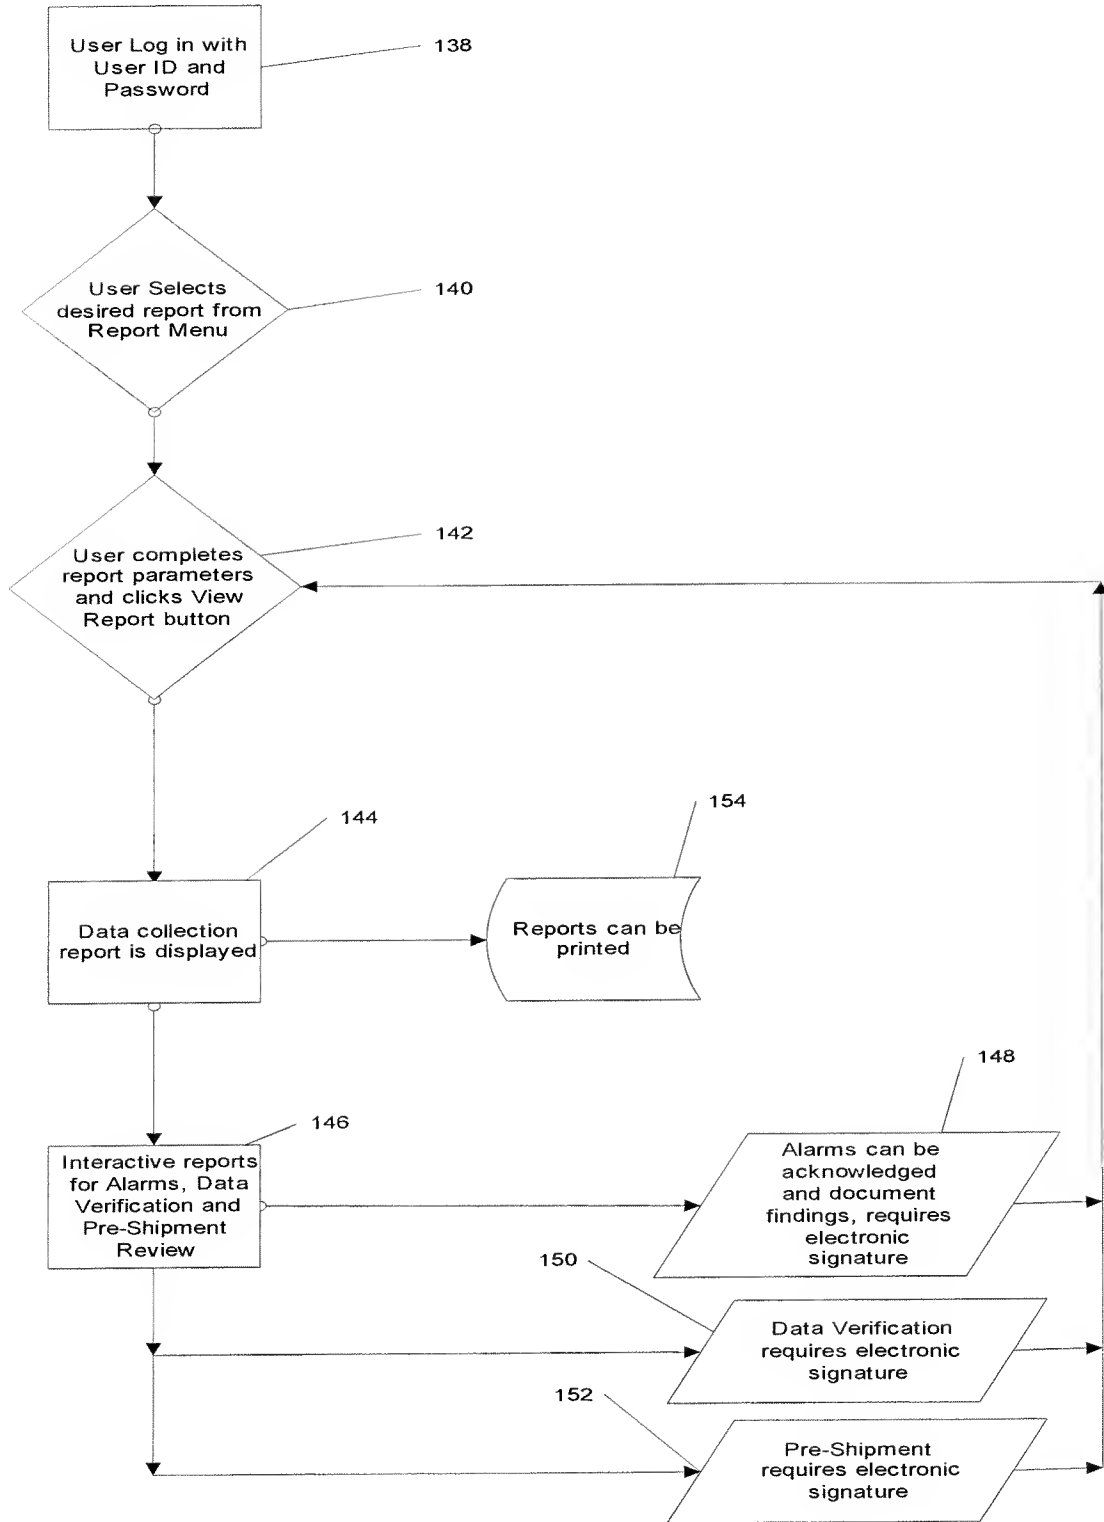 User Log in with
User ID and
Password
138
User Selects
desired report from
Report Menu
140
User completes
report parameters
and clicks View
Report button
142
144
154
Data collection
report is displayed
Reports can be
printed
148
146
Interactive reports
for Alarms, Data
Verification and
Pre-Shipment
Review
Alarms can be
acknowledged
and document
findings, requires
electronic
signature
150
Data Verification
requires electronic
signature
152
Pre-Shipment
requires electronic
signature